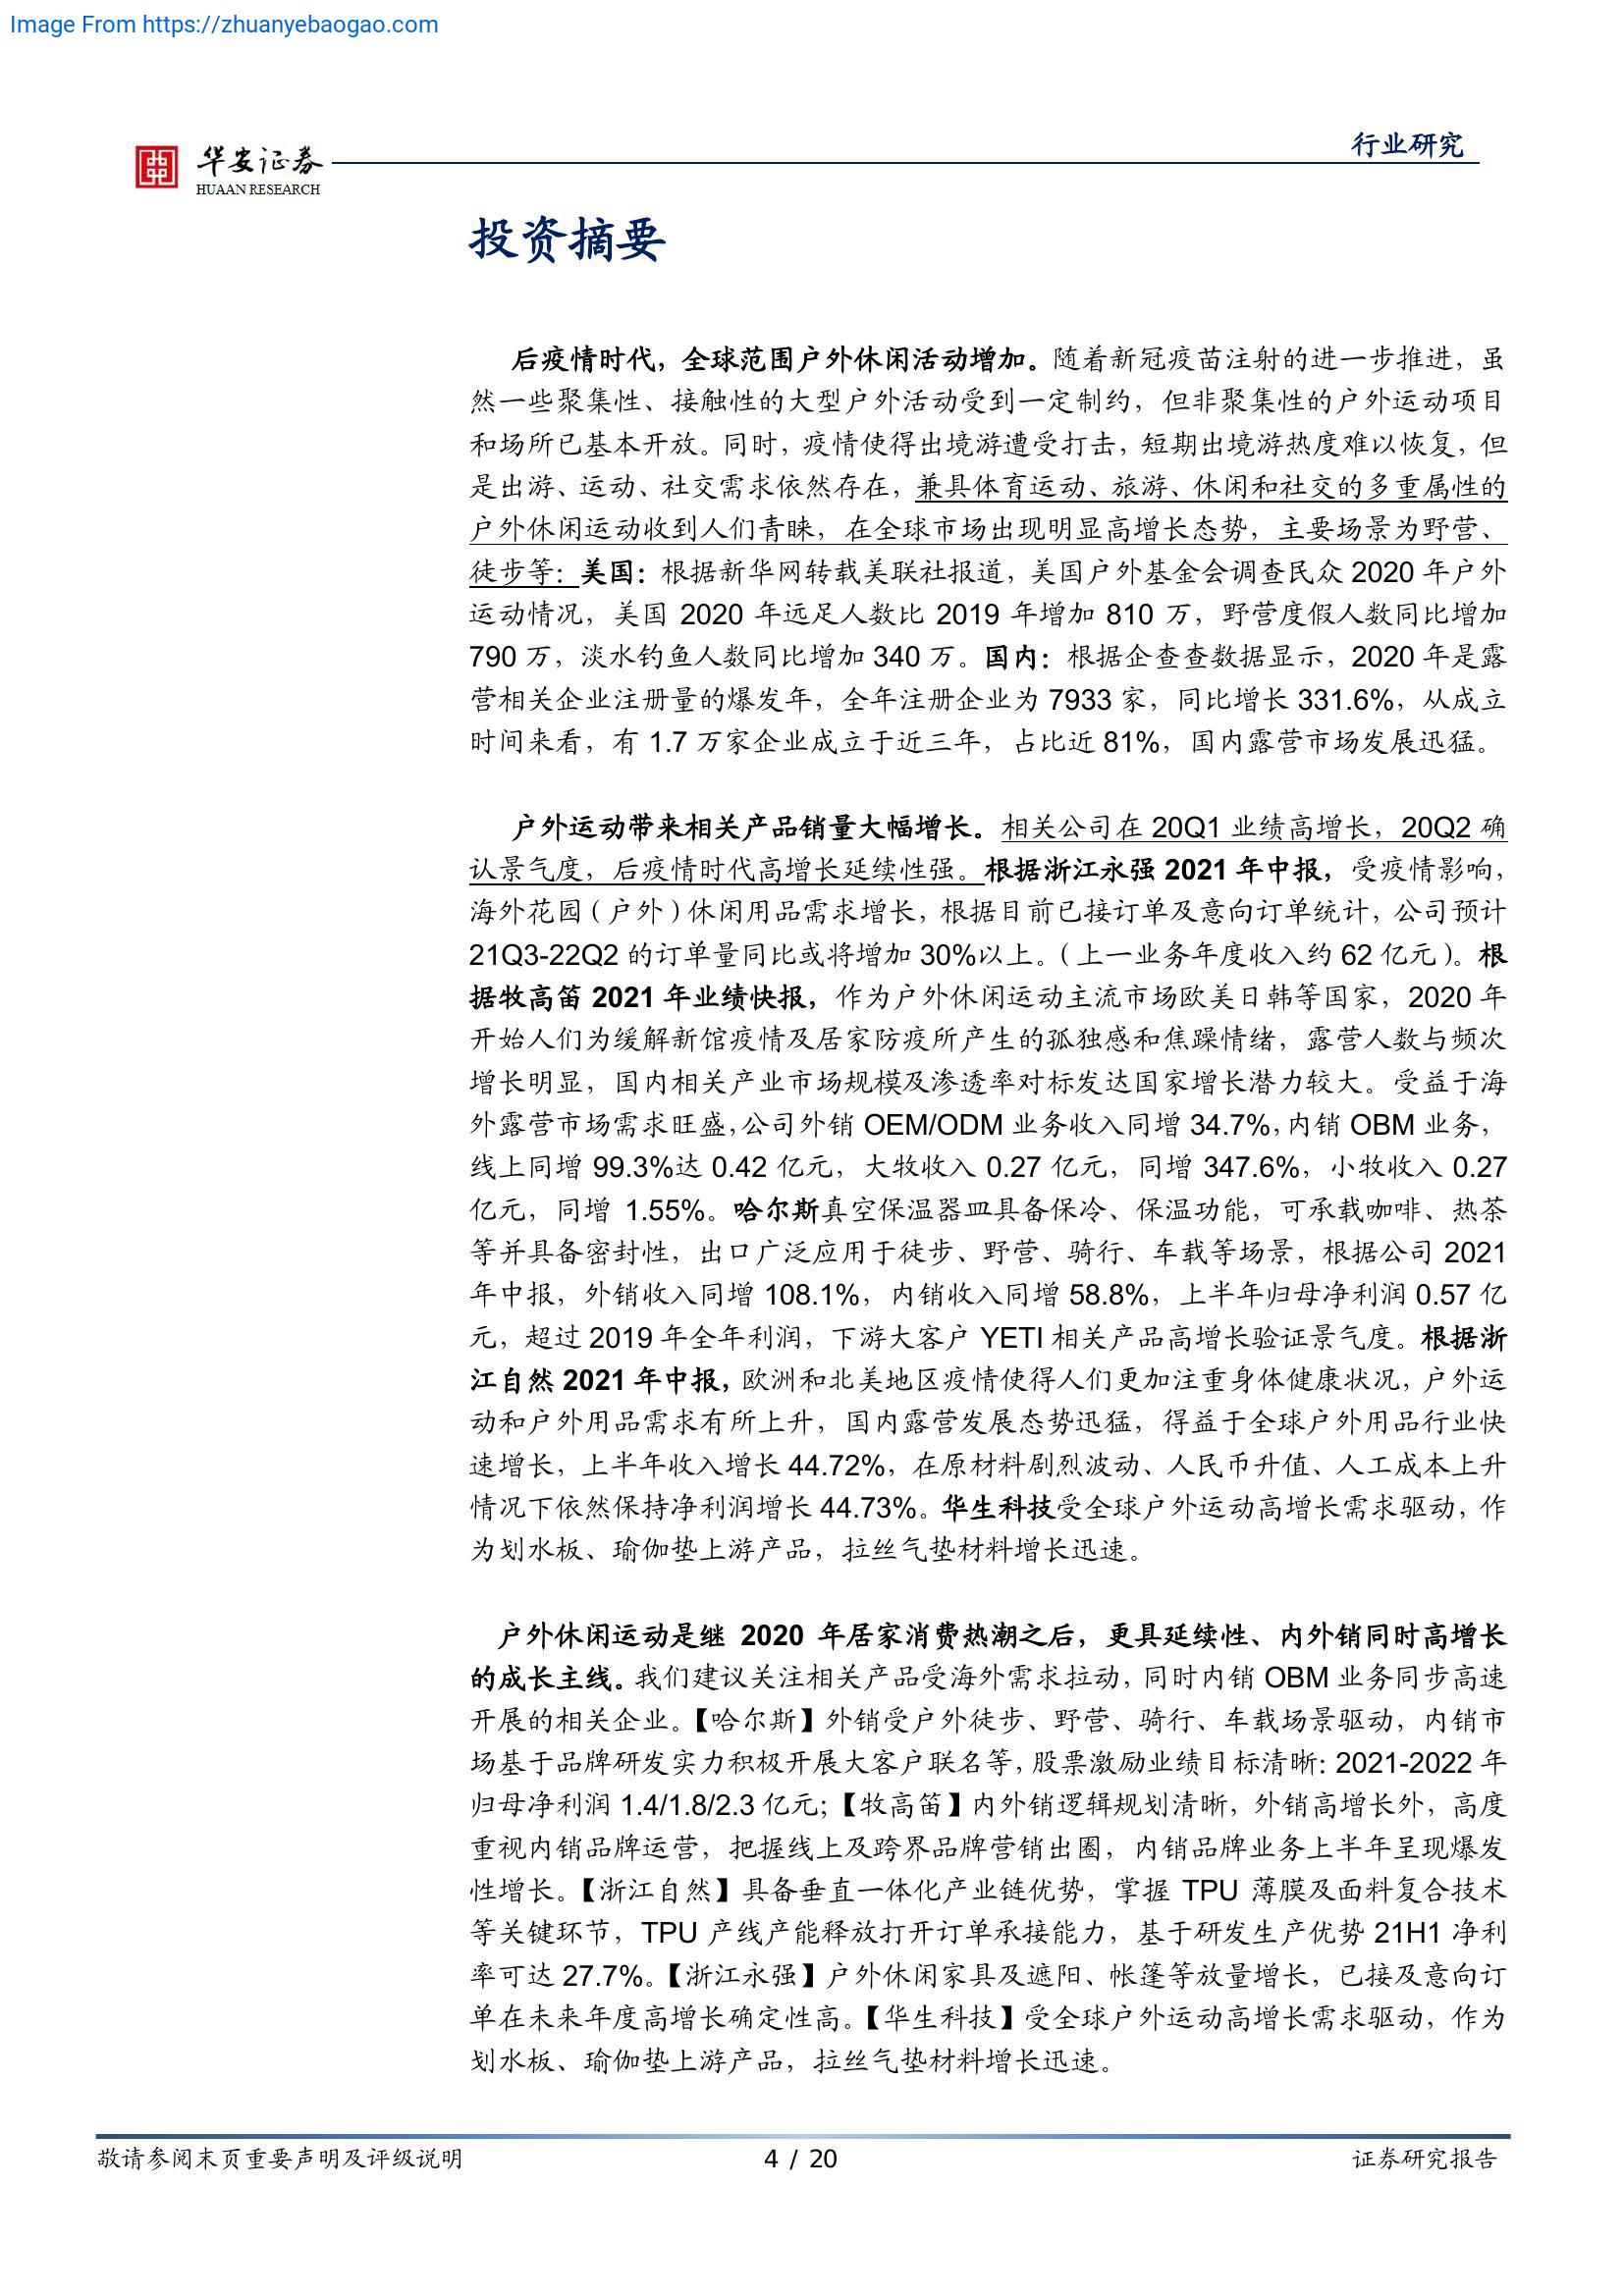 Image From https://zhuanyebaogao.com
华安证券
HUAAN RESEARCH
行业研究
投资摘要
后疫情时代，全球范围户外休闲活动增加。随着新冠疫苗注射的进一步推进，虽
然一些聚集性、接触性的大型户外活动受到一定制约，但非聚集性的户外运动项目
和场所已基本开放。同时，疫情使得出境游遭受打击，短期出境游热度难以恢复，但
是出游、运动、社交需求依然存在，兼具体育运动、旅游、休闲和社交的多重属性的
户外休闲运动收到人们青睐，在全球市场出现明显高增长态势，主要场景为野营、
徒步等：美国：根据新华网转载美联社报道，美国户外基金会调查民众 2020 年户外
运动情况，美国 2020 年远足人数比 2019 年增加 810 万，野营度假人数同比增加
790 万，淡水钓鱼人数同比增加 340 万。国内：根据企查查数据显示，2020 年是露
营相关企业注册量的爆发年，全年注册企业为 7933 家，同比增长 331.6%，从成立
时间来看，有 1.7 万家企业成立于近三年，占比近 81%，国内露营市场发展迅猛。
户外运动带来相关产品销量大幅增长。相关公司在 20Q1 业绩高增长，20Q2 确
认景气度，后疫情时代高增长延续性强。根据浙江永强 2021 年中报，受疫情影响，
海外花园（户外）休闲用品需求增长，根据目前已接订单及意向订单统计，公司预计
21Q3-22Q2 的订单量同比或将增加 30%以上。（上一业务年度收入约 62 亿元）。根
据牧高笛 2021 年业绩快报，作为户外休闲运动主流市场欧美日韩等国家，2020 年
开始人们为缓解新馆疫情及居家防疫所产生的孤独感和焦躁情绪，露营人数与频次
增长明显，国内相关产业市场规模及渗透率对标发达国家增长潜力较大。受益于海
外露营市场需求旺盛，公司外销 OEM/ODM 业务收入同增 34.7%，内销 OBM 业务，
线上同增 99.3%达 0.42 亿元，大牧收入 0.27 亿元，同增 347.6%，小牧收入 0.27
亿元，同增 1.55%。哈尔斯真空保温器皿具备保冷、保温功能，可承载咖啡、热茶
等并具备密封性，出口广泛应用于徒步、野营、骑行、车载等场景，根据公司 2021
年中报，外销收入同增 108.1%，内销收入同增 58.8%，上半年归母净利润 0.57 亿
元，超过 2019 年全年利润，下游大客户 YETI 相关产品高增长验证景气度。根据浙
江自然 2021 年中报，欧洲和北美地区疫情使得人们更加注重身体健康状况，户外运
动和户外用品需求有所上升，国内露营发展态势迅猛，得益于全球户外用品行业快
速增长，上半年收入增长 44.72%，在原材料剧烈波动、人民币升值、人工成本上升
情况下依然保持净利润增长 44.73%。华生科技受全球户外运动高增长需求驱动，作
为划水板、瑜伽垫上游产品，拉丝气垫材料增长迅速。
户外休闲运动是继 2020 年居家消费热潮之后，更具延续性、内外销同时高增长
的成长主线。我们建议关注相关产品受海外需求拉动，同时内销 OBM 业务同步高速
开展的相关企业。【哈尔斯】外销受户外徒步、野营、骑行、车载场景驱动，内销市
场基于品牌研发实力积极开展大客户联名等，股票激励业绩目标清晰：2021-2022 年
归母净利润 1.4/1.8/2.3 亿元；【牧高笛】内外销逻辑规划清晰，外销高增长外，高度
重视内销品牌运营，把握线上及跨界品牌营销出圈，内销品牌业务上半年呈现爆发
性增长。【浙江自然】具备垂直一体化产业链优势，掌握 TPU 薄膜及面料复合技术
等关键环节，TPU 产线产能释放打开订单承接能力，基于研发生产优势 21H1 净利
率可达 27.7%。【浙江永强】户外休闲家具及遮阳、帐篷等放量增长，已接及意向订
单在未来年度高增长确定性高。【华生科技】受全球户外运动高增长需求驱动，作为
划水板、瑜伽垫上游产品，拉丝气垫材料增长迅速。
敬请参阅末页重要声明及评级说明
4 / 20
证券研究报告